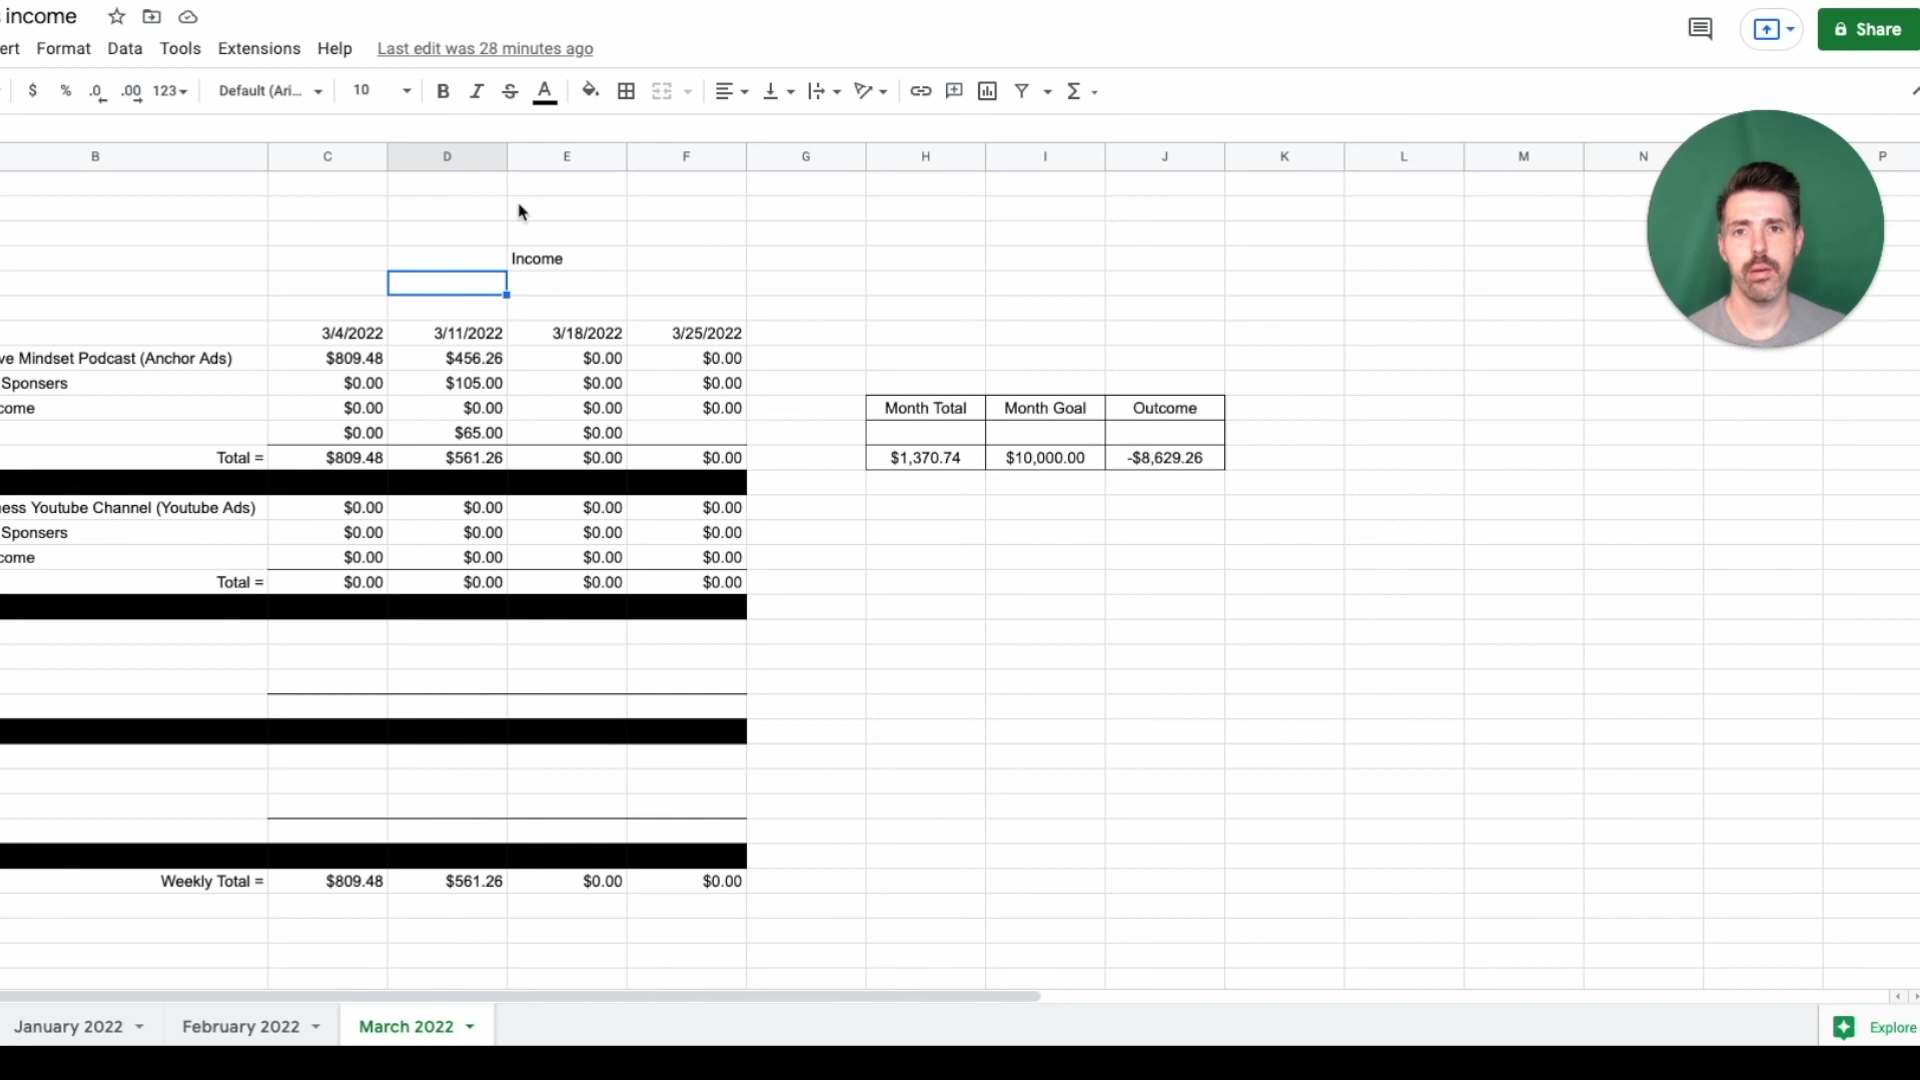 income
ert Format Data Tools Extensions Help Last edit was 28 minutes ago
Share
$ % .0 .00 123 Default (Ari... 10 B I S A Σ
B C D E F G H I J K L M N P
Income
3/4/2022 3/11/2022 3/18/2022 3/25/2022
ve Mindset Podcast (Anchor Ads) $809.48 $456.26 $0.00 $0.00
Sponsers $0.00 $105.00 $0.00 $0.00
come $0.00 $0.00 $0.00 $0.00 Month Total Month Goal Outcome
$0.00 $65.00 $0.00
Total = $809.48 $561.26 $0.00 $0.00 $1,370.74 $10,000.00 -$8,629.26
ess Youtube Channel (Youtube Ads) $0.00 $0.00 $0.00 $0.00
Sponsers $0.00 $0.00 $0.00 $0.00
come $0.00 $0.00 $0.00 $0.00
Total = $0.00 $0.00 $0.00 $0.00
Weekly Total = $809.48 $561.26 $0.00 $0.00
January 2022 February 2022 March 2022 Explore